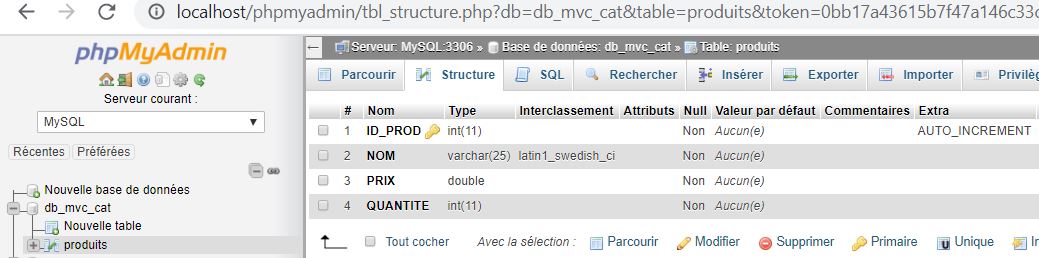 localhost/phpmyadmin/tbl_structure.php?db=db_mvc_cat&table=produits&token=0bb17a43615b7f47a146c33
phpMyAdmin
Serveur courant :
MySQL
Récentes Préférées
Nouvelle base de données
db_mvc_cat
Nouvelle table
produits
Serveur: MySQL:3306 » Base de données: db_mvc_cat » Table: produits
Parcourir Structure SQL Rechercher Insérer Exporter Importer Privilèg
# Nom Type Interclassement Attributs Null Valeur par défaut Commentaires Extra
1 ID_PROD int(11) Non Aucun(e) AUTO_INCREMENT
2 NOM varchar(25) latin1_swedish_ci Non Aucun(e)
3 PRIX double Non Aucun(e)
4 QUANTITE int(11) Non Aucun(e)
Tout cocher Avec la sélection : Parcourir Modifier Supprimer Primaire Unique